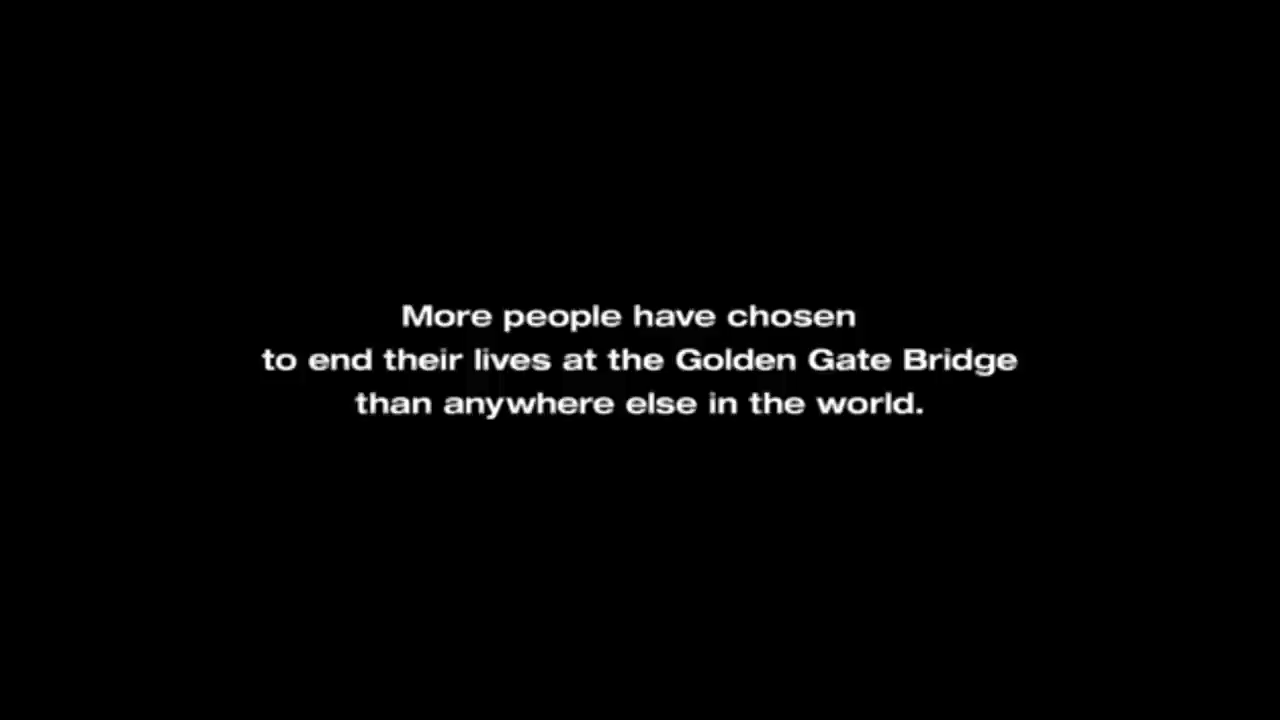 More people have chosen
to end their lives at the Golden Gate Bridge
than anywhere else in the world.